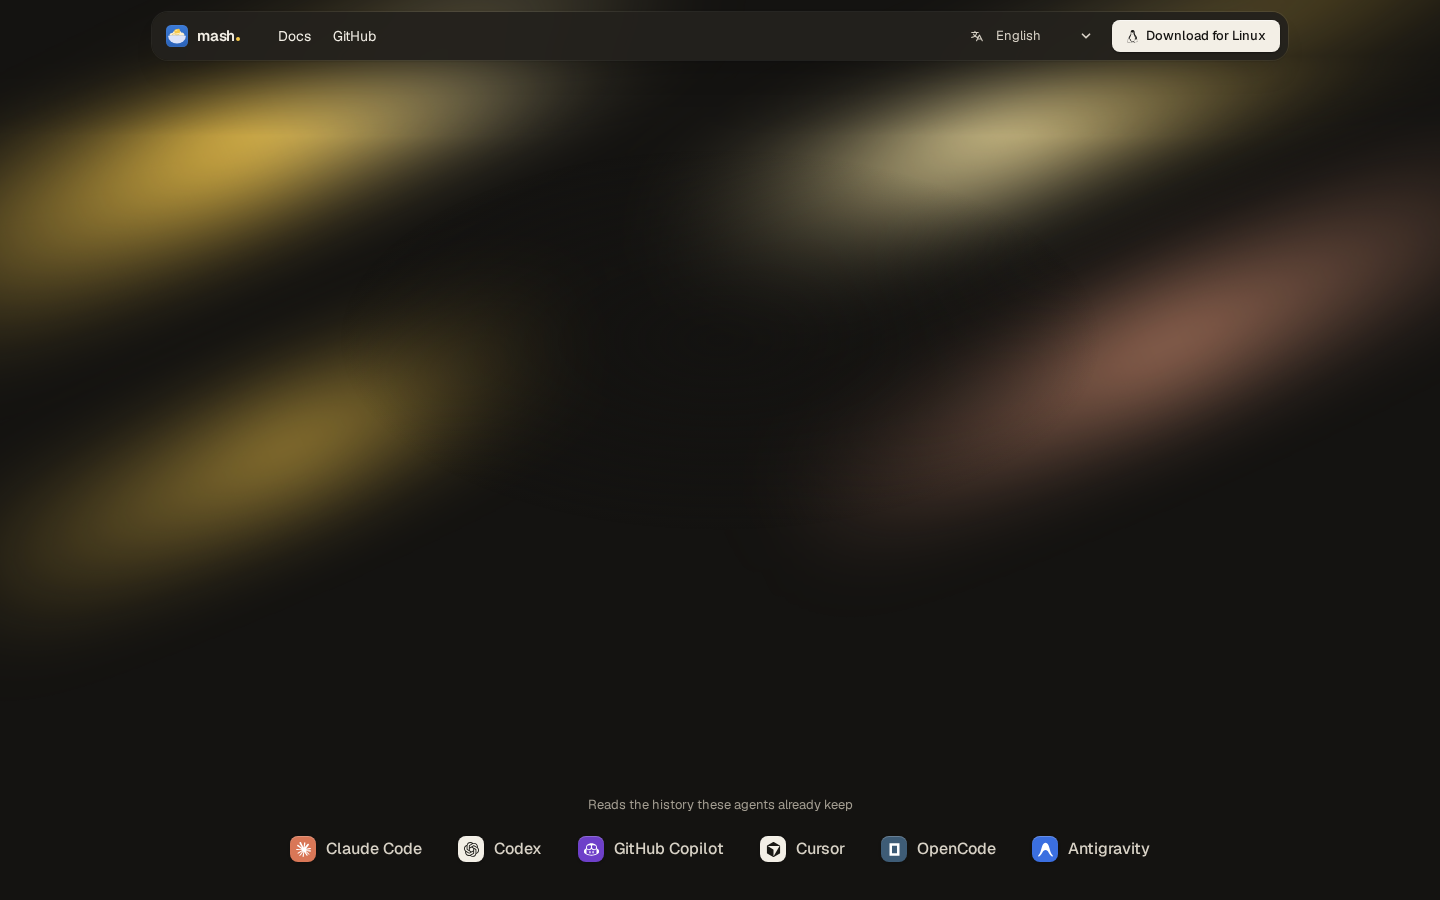 mash.
Docs
GitHub
English
Download for Linux
Reads the history these agents already keep
Claude Code
Codex
GitHub Copilot
Cursor
OpenCode
Antigravity